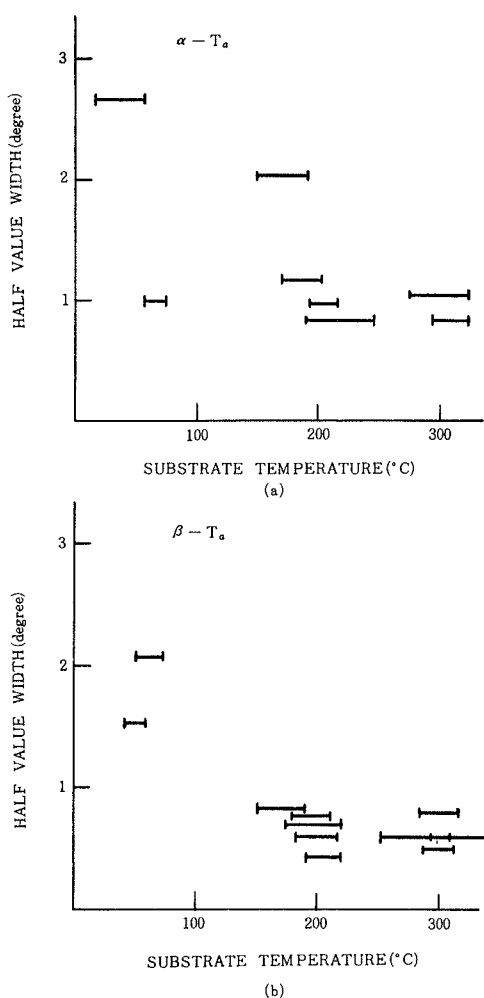 α - Ta
3
2
1
HALF VALUE WIDTH(degree)
100 200 300
SUBSTRATE TEMPERATURE(°C)
(a)
β - Ta
3
2
1
HALF VALUE WIDTH(degree)
100 200 300
SUBSTRATE TEMPERATURE(°C)
(b)